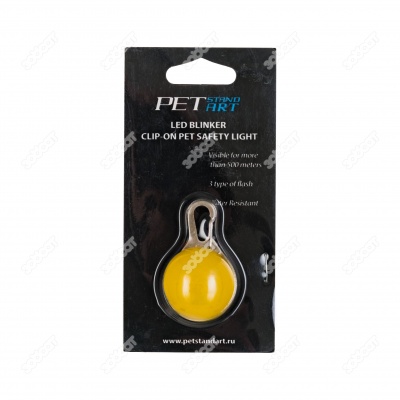 PET STAND ART
LED BLINKER
CLIP-ON PET SAFETY LIGHT
Visible for more
than 500 meters
3 type of flash
Water Resistant
www.petstandart.ru